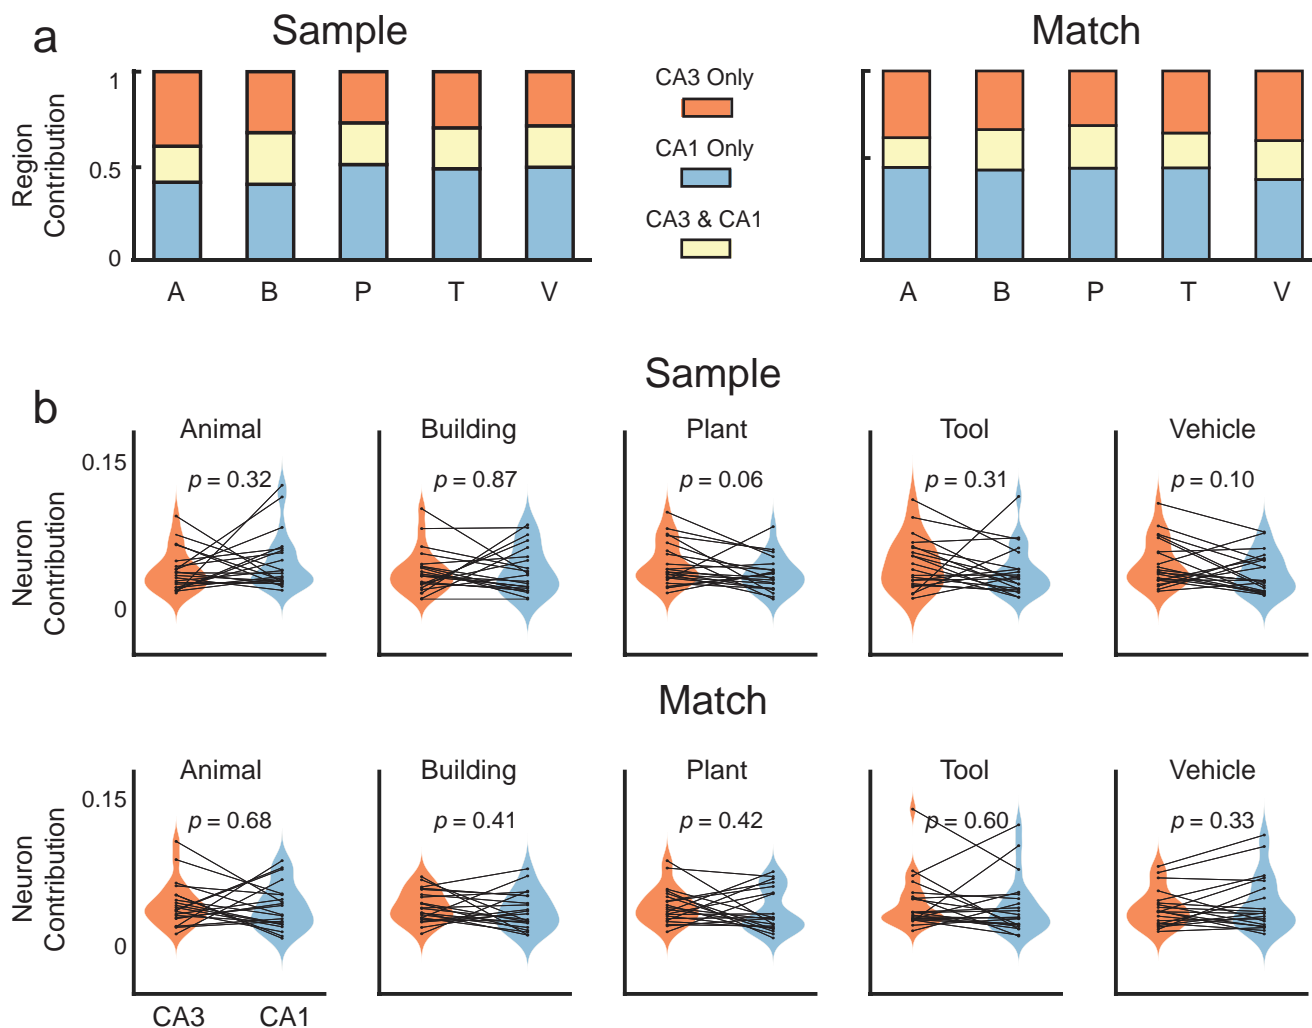 a
Sample
Match
Region
Contribution
1
0.5
0
CA3 Only
CA1 Only
CA3 & CA1
A B P T V
A B P T V
Sample
b
Animal Building Plant Tool Vehicle
Neuron
Contribution
0.15
0
p = 0.32 p = 0.87 p = 0.06 p = 0.31 p = 0.10
Match
Animal Building Plant Tool Vehicle
Neuron
Contribution
0.15
0
p = 0.68 p = 0.41 p = 0.42 p = 0.60 p = 0.33
CA3 CA1